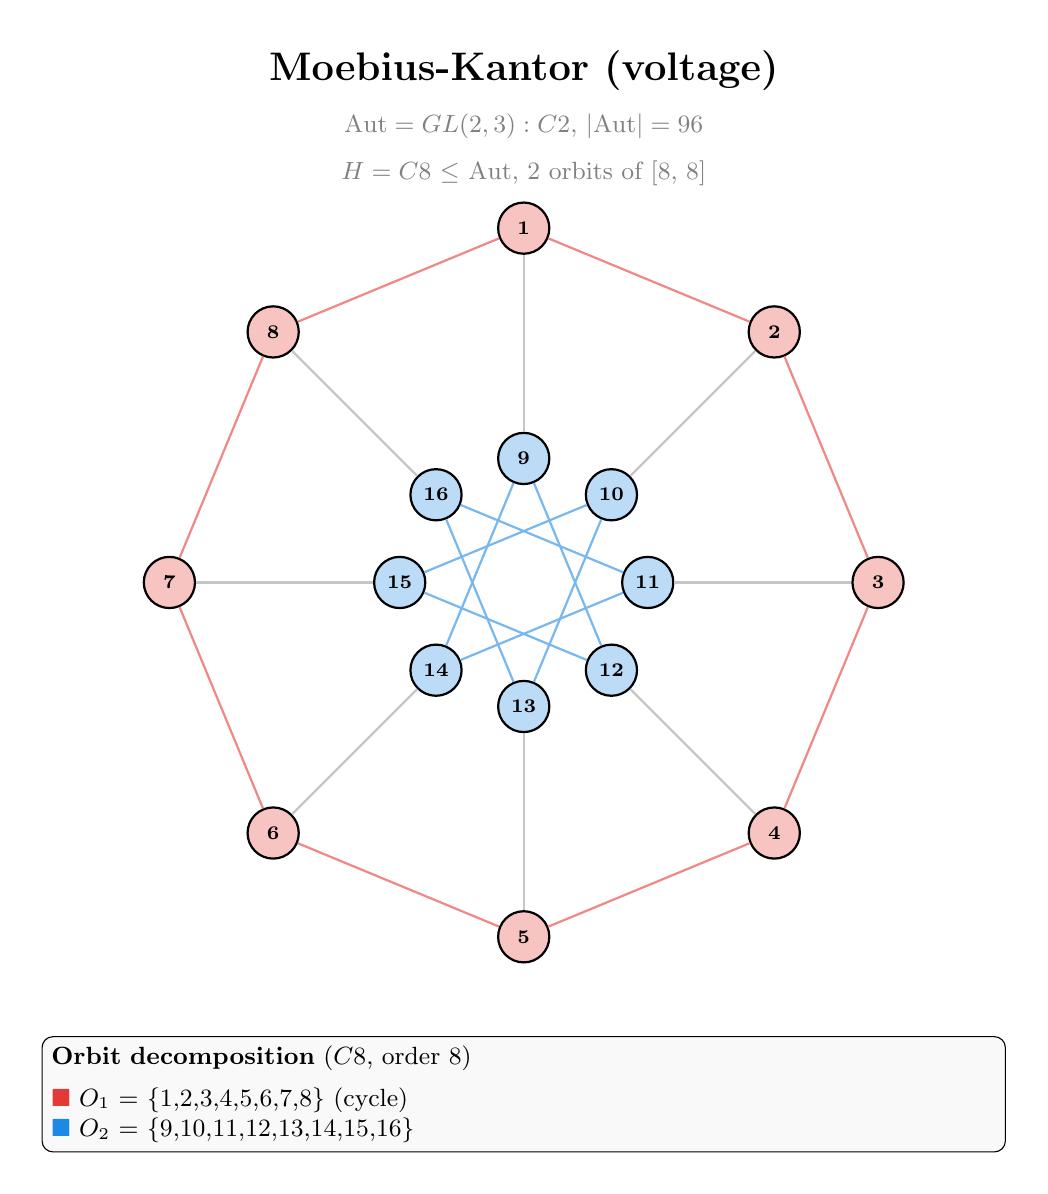 Moebius-Kantor (voltage)
Aut = GL(2, 3) : C2, |Aut| = 96
H = C8 ≤ Aut, 2 orbits of [8, 8]
1
8
2
9
16
10
7
15
11
3
14
12
13
6
4
5
Orbit decomposition (C8, order 8)
O₁ = {1,2,3,4,5,6,7,8} (cycle)
O₂ = {9,10,11,12,13,14,15,16}